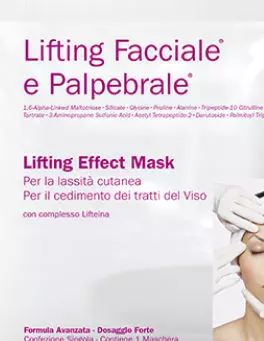 Lifting Facciale®
e Palpebrale®
1,6-Alpha-Linked Maltotriose • Silicate • Glycine • Proline • Alanine • Tripeptide-10 Citrulline
Tartrate • 3-Aminopropane Sulfonic Acid • Acetyl Tetrapeptide-2 • Darutoside • Palmitoyl
Lifting Effect Mask
Per la lassità cutanea
Per il cedimento dei tratti del Viso
con complesso Lifteina
Formula Avanzata - Dosaggio Forte
Confezione Singola - Contiene 1 Maschera